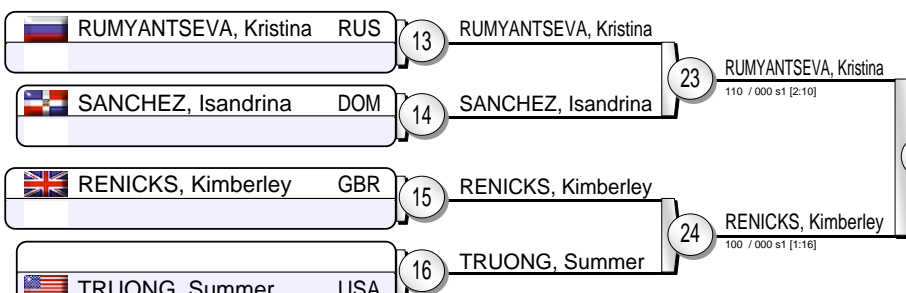 RUMYANTSEVA, Kristina RUS 13 RUMYANTSEVA, Kristina
23 RUMYANTSEVA, Kristina
110 / 000 s1 [2:10]
SANCHEZ, Isandrina DOM 14 SANCHEZ, Isandrina
RENICKS, Kimberley GBR 15 RENICKS, Kimberley
24 RENICKS, Kimberley
100 / 000 s1 [1:16]
16 TRUONG, Summer
TRUONG, Summer USA